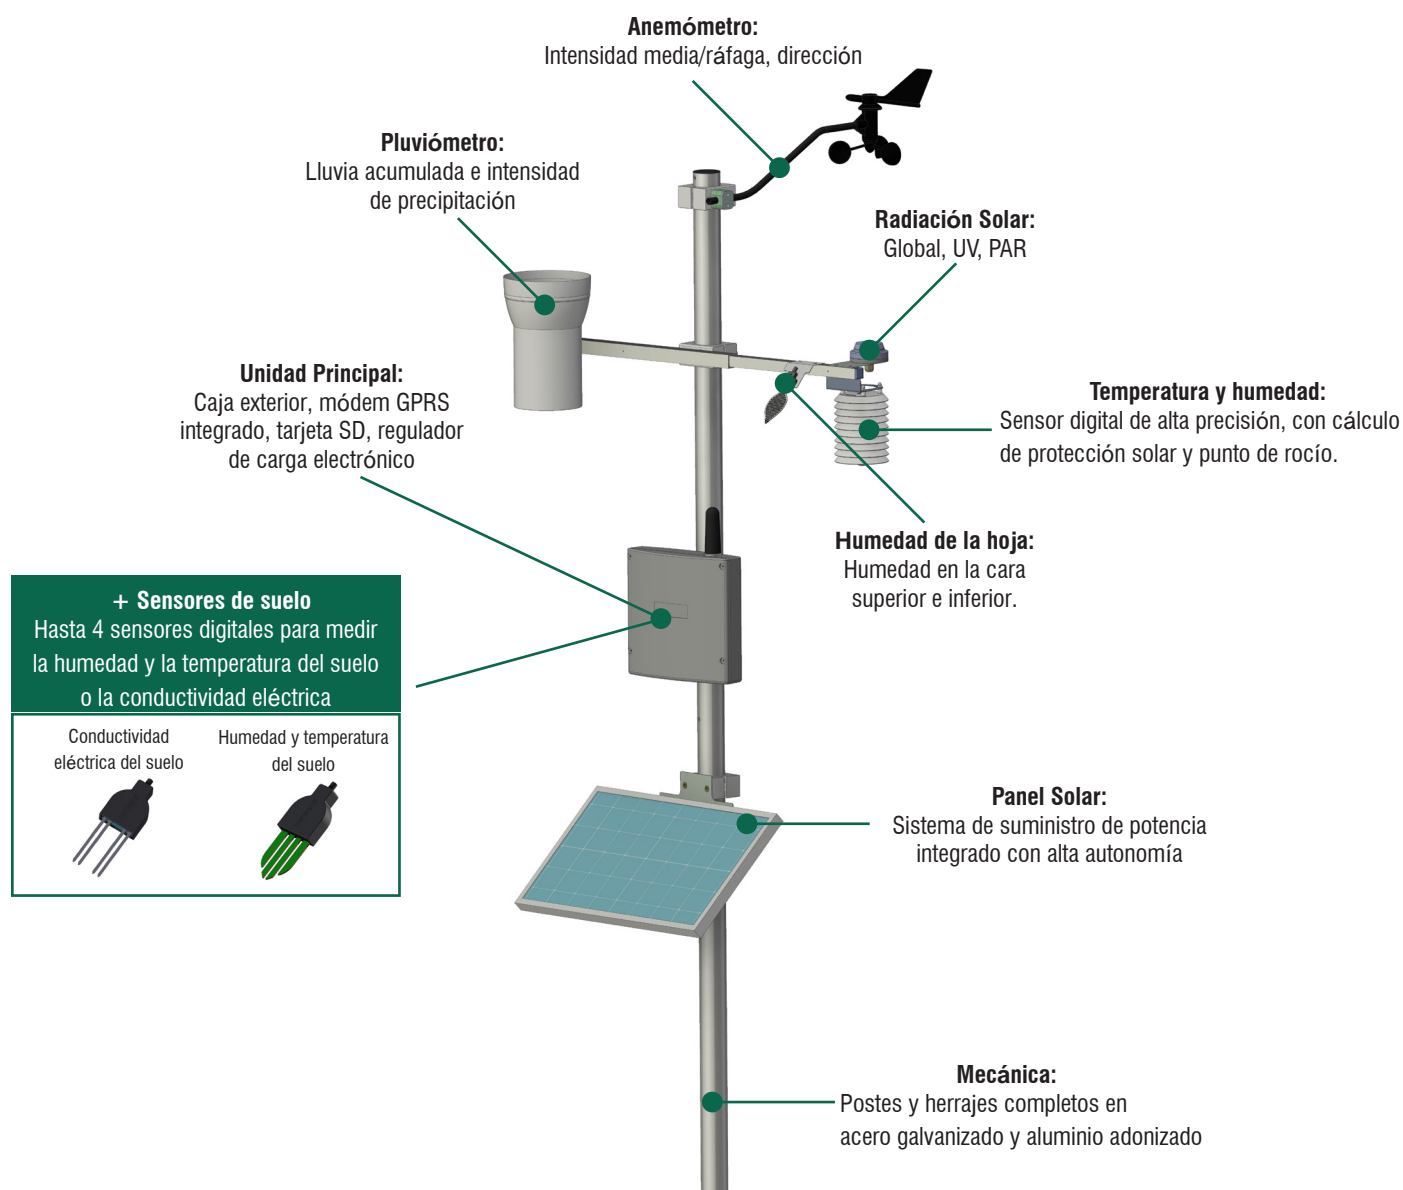 Anemómetro:
Intensidad media/ráfaga, dirección
Pluviómetro:
Lluvia acumulada e intensidad
de precipitación
Radiación Solar:
Global, UV, PAR
Unidad Principal:
Caja exterior, módem GPRS
integrado, tarjeta SD, regulador
de carga electrónico
Temperatura y humedad:
Sensor digital de alta precisión, con cálculo
de protección solar y punto de rocío.
Humedad de la hoja:
Humedad en la cara
superior e inferior.
+ Sensores de suelo
Hasta 4 sensores digitales para medir
la humedad y la temperatura del suelo
o la conductividad eléctrica
Conductividad
eléctrica del suelo
Humedad y temperatura
del suelo
Panel Solar:
Sistema de suministro de potencia
integrado con alta autonomía
Mecánica:
Postes y herrajes completos en
acero galvanizado y aluminio adonizado